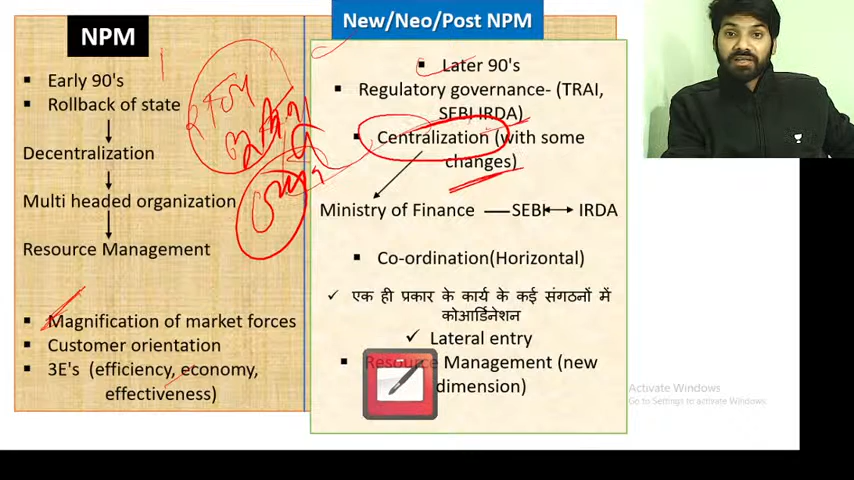 NPM
Early 90's
Rollback of state
Decentralization
Multi headed organization
Resource Management
Magnification of market forces
Customer orientation
3E's (efficiency, economy,
effectiveness)
New/Neo/Post NPM
Later 90's
Regulatory governance- (TRAI,
SEBI,IRDA)
Centralization (with some
changes)
Ministry of Finance SEBI IRDA
Co-ordination(Horizontal)
एक ही प्रकार के कार्य के कई संगठनों में
कोआर्डिनेशन
Lateral entry
Resource Management (new
dimension)
Activate Windows
Go to Settings to activate Windows.